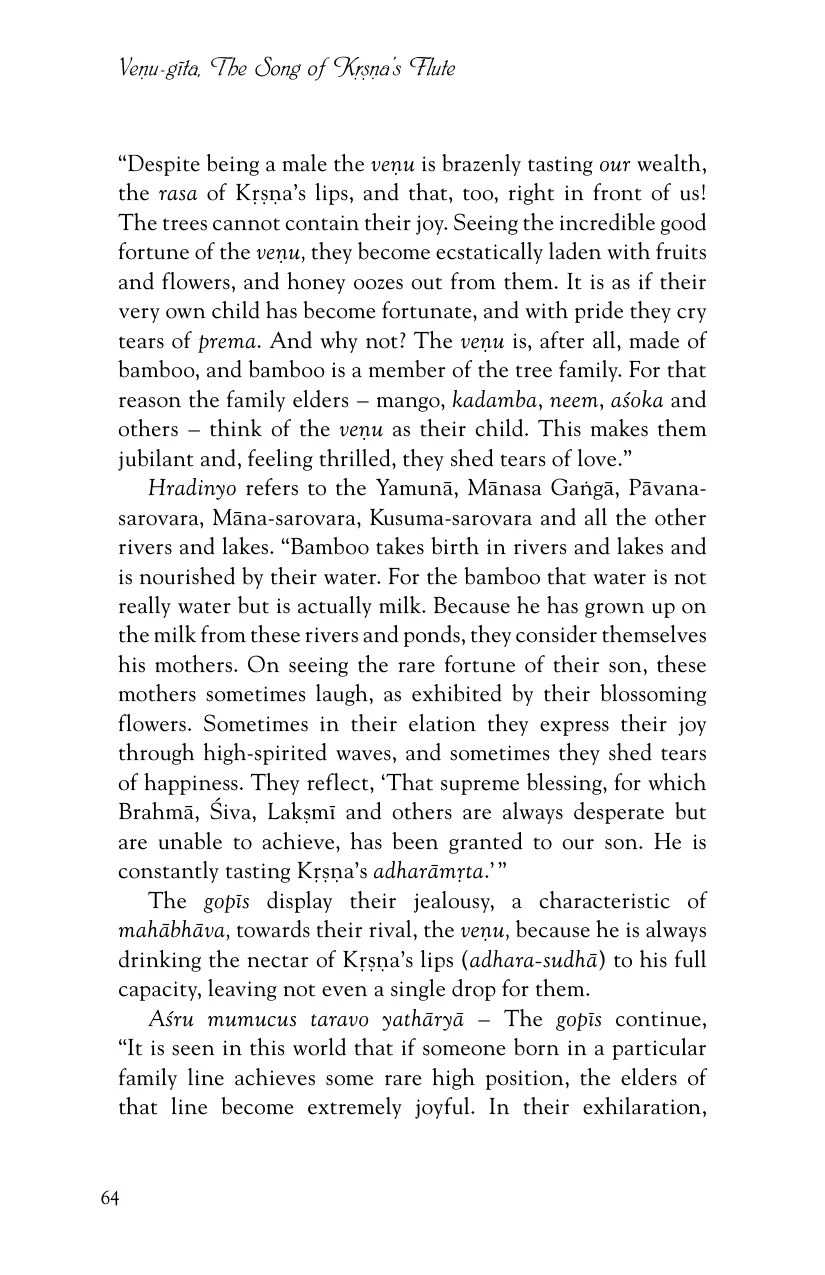 Veṇu-gīta, The Song of Kṛṣṇa's Flute
“Despite being a male the veṇu is brazenly tasting our wealth,
the rasa of Kṛṣṇa’s lips, and that, too, right in front of us!
The trees cannot contain their joy. Seeing the incredible good
fortune of the veṇu, they become ecstatically laden with fruits
and flowers, and honey oozes out from them. It is as if their
very own child has become fortunate, and with pride they cry
tears of prema. And why not? The veṇu is, after all, made of
bamboo, and bamboo is a member of the tree family. For that
reason the family elders – mango, kadamba, neem, aśoka and
others – think of the veṇu as their child. This makes them
jubilant and, feeling thrilled, they shed tears of love.”
Hradinyo refers to the Yamunā, Mānasa Gaṅgā, Pāvana-
sarovara, Māna-sarovara, Kusuma-sarovara and all the other
rivers and lakes. “Bamboo takes birth in rivers and lakes and
is nourished by their water. For the bamboo that water is not
really water but is actually milk. Because he has grown up on
the milk from these rivers and ponds, they consider themselves
his mothers. On seeing the rare fortune of their son, these
mothers sometimes laugh, as exhibited by their blossoming
flowers. Sometimes in their elation they express their joy
through high-spirited waves, and sometimes they shed tears
of happiness. They reflect, ‘That supreme blessing, for which
Brahmā, Śiva, Lakṣmī and others are always desperate but
are unable to achieve, has been granted to our son. He is
constantly tasting Kṛṣṇa’s adharāmṛta.’”
The gopīs display their jealousy, a characteristic of
mahābhāva, towards their rival, the veṇu, because he is always
drinking the nectar of Kṛṣṇa’s lips (adhara-sudhā) to his full
capacity, leaving not even a single drop for them.
Aśru mumucus taravo yathāryā – The gopīs continue,
“It is seen in this world that if someone born in a particular
family line achieves some rare high position, the elders of
that line become extremely joyful. In their exhilaration,
64